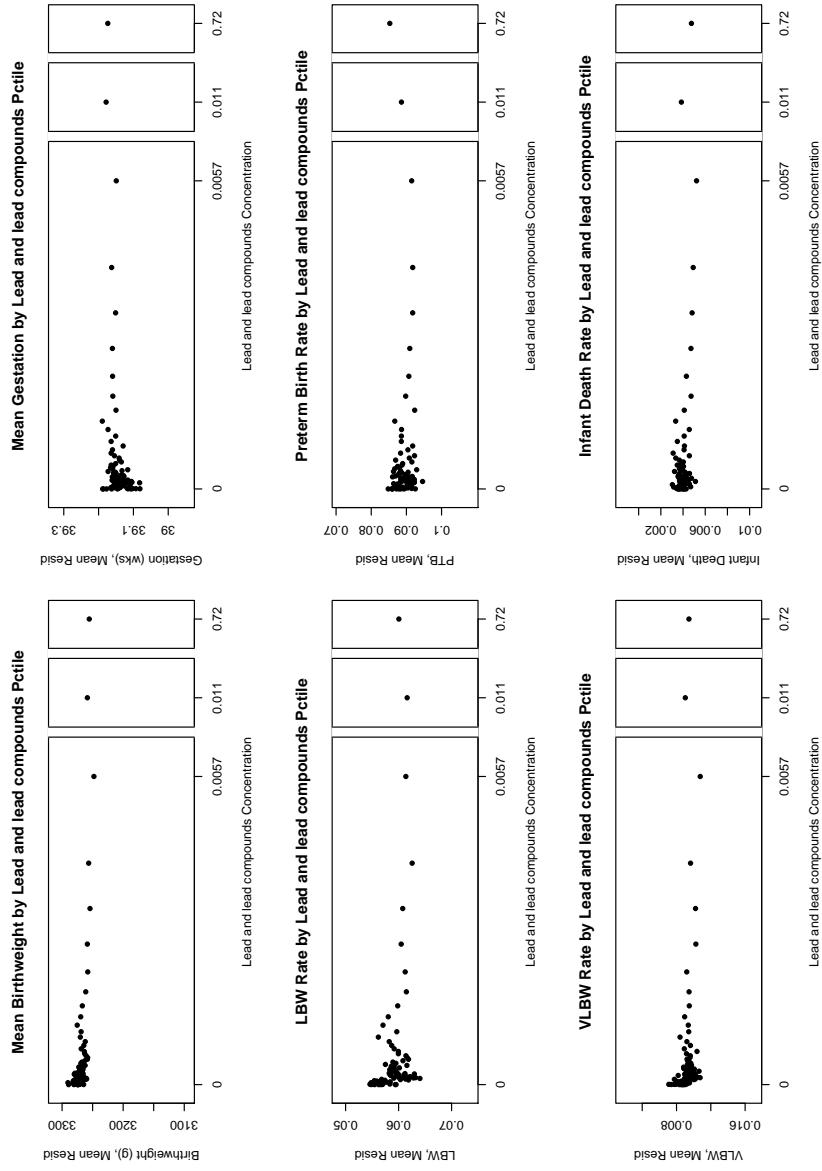 Mean Birthweight by Lead and lead compounds Pctile
Birthweight (g), Mean Resid
3300
3200
3100
0
0.0057
0.011
0.72
Lead and lead compounds Concentration
Mean Gestation by Lead and lead compounds Pctile
Gestation (wks), Mean Resid
39.3
39.1
39
0
0.0057
0.011
0.72
Lead and lead compounds Concentration
LBW Rate by Lead and lead compounds Pctile
LBW, Mean Resid
0.05
0.06
0.07
0
0.0057
0.011
0.72
Lead and lead compounds Concentration
Preterm Birth Rate by Lead and lead compounds Pctile
PTB, Mean Resid
0.07
0.08
0.09
0.1
0
0.0057
0.011
0.72
Lead and lead compounds Concentration
VLBW Rate by Lead and lead compounds Pctile
VLBW, Mean Resid
0.008
0.016
0
0.0057
0.011
0.72
Lead and lead compounds Concentration
Infant Death Rate by Lead and lead compounds Pctile
Infant Death, Mean Resid
0.002
0.006
0.01
0
0.0057
0.011
0.72
Lead and lead compounds Concentration